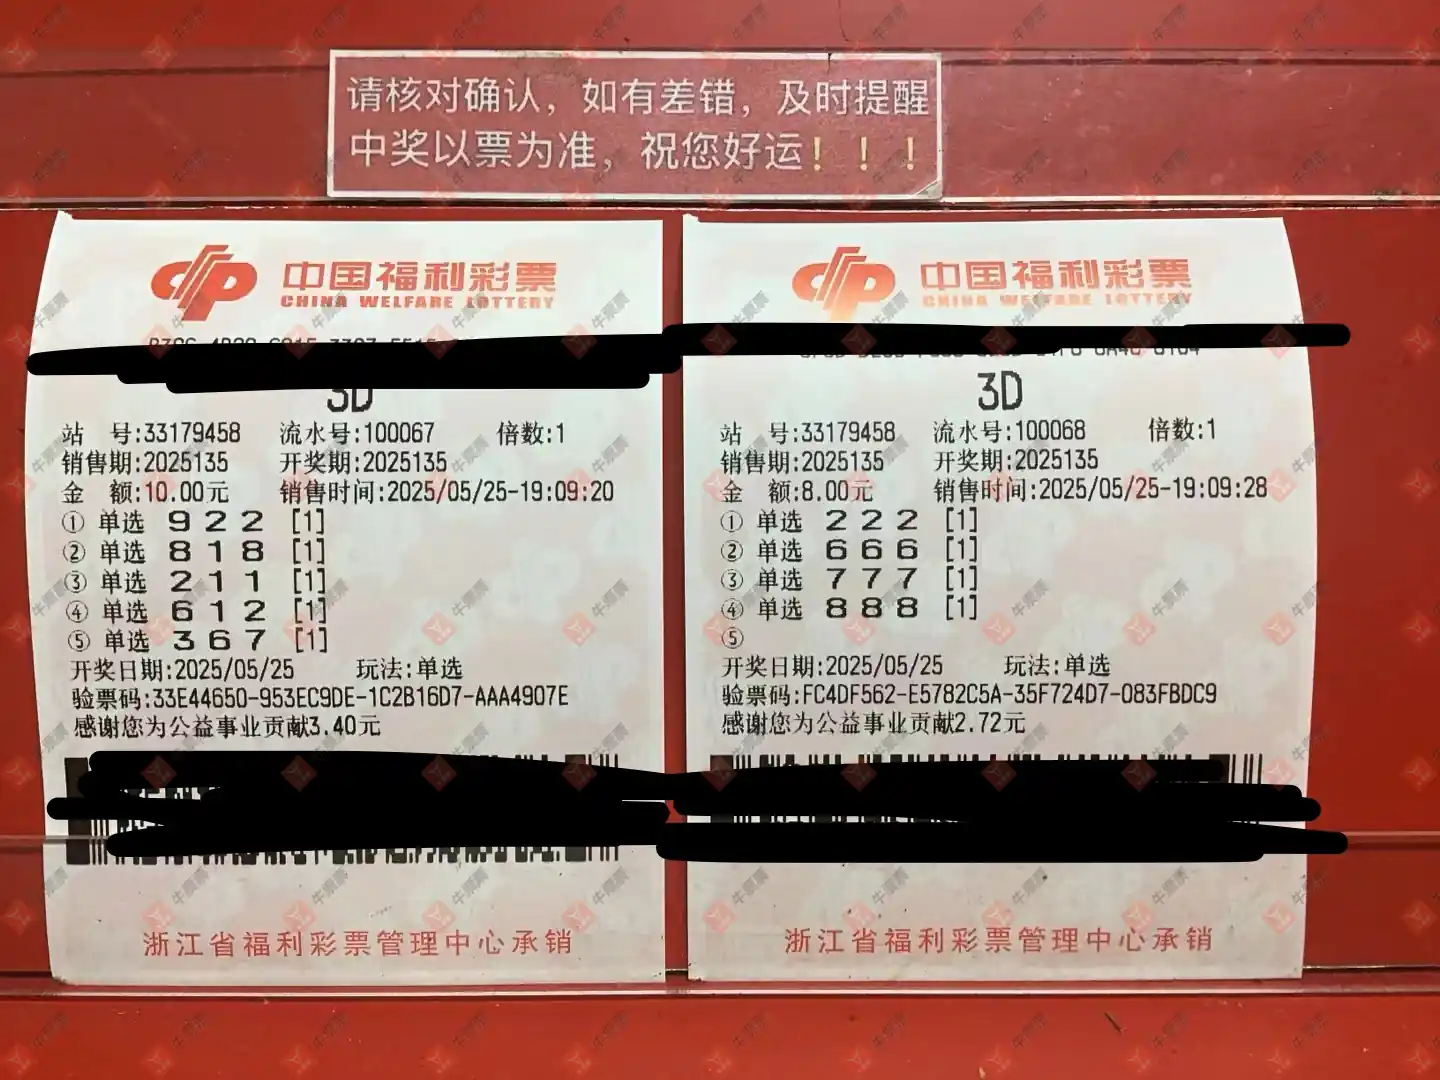 请核对确认，如有差错，及时提醒
中奖以票为准，祝您好运！！！
中国福利彩票
CHINA WELFARE LOTTERY
3D
站 号:33179458 流水号:100067 倍数:1
销售期:2025135 开奖期:2025135
金 额:10.00元 销售时间:2025/05/25-19:09:20
① 单选 9 2 2 [1]
② 单选 8 1 8 [1]
③ 单选 2 1 1 [1]
④ 单选 6 1 2 [1]
⑤ 单选 3 6 7 [1]
开奖日期:2025/05/25 玩法:单选
验票码:33E44650-953EC9DE-1C2B16D7-AAA4907E
感谢您为公益事业贡献3.40元
浙江省福利彩票管理中心承销
中国福利彩票
CHINA WELFARE LOTTERY
3D
站 号:33179458 流水号:100068 倍数:1
销售期:2025135 开奖期:2025135
金 额:8.00元 销售时间:2025/05/25-19:09:28
① 单选 2 2 2 [1]
② 单选 6 6 6 [1]
③ 单选 7 7 7 [1]
④ 单选 8 8 8 [1]
⑤
开奖日期:2025/05/25 玩法:单选
验票码:FC4DF562-E5782C5A-35F724D7-083FBDC9
感谢您为公益事业贡献2.72元
浙江省福利彩票管理中心承销